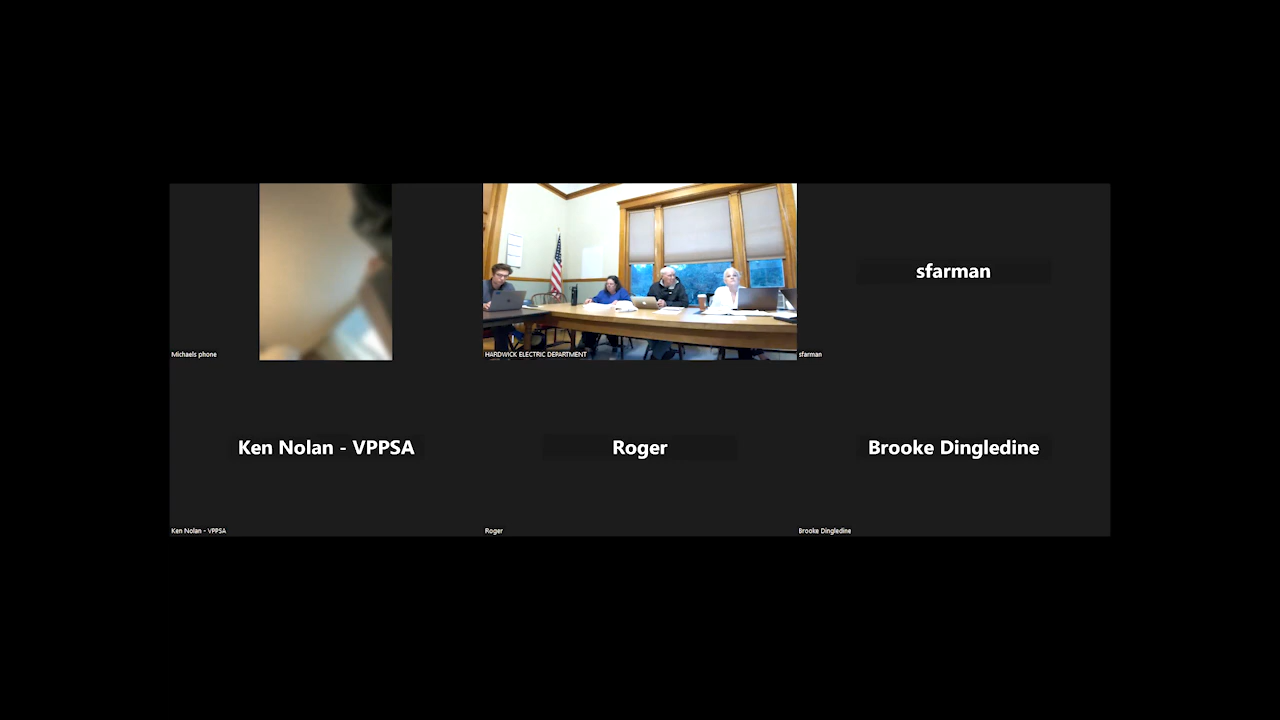 sfarman
Michaels phone
HARDWICK ELECTRIC DEPARTMENT
sfarman
Ken Nolan - VPPSA
Roger
Brooke Dingledine
Ken Nolan - VPPSA
Roger
Brooke Dingledine